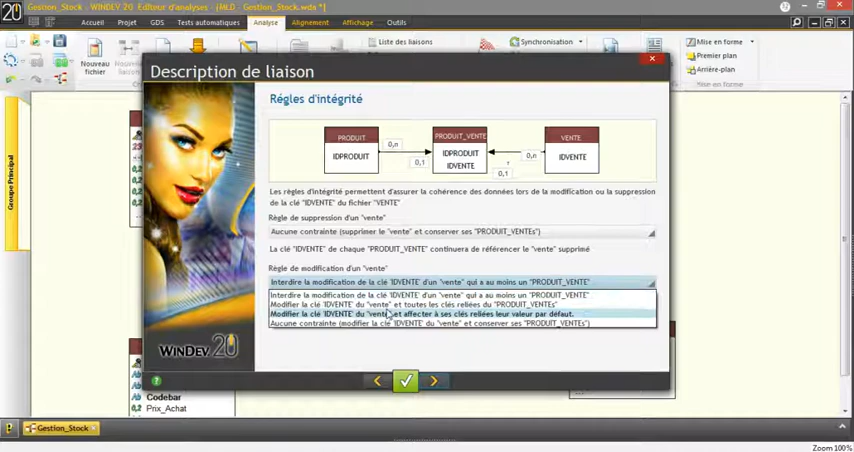 20 Gestion_Stock - WINDEV 20 Editeur d'analyses - [MLD - Gestion_Stock.wda *]
Accueil Projet GDS Tests automatiques Analyse Alignement Affichage Outils
Nouveau fichier
Liste des liaisons
Synchronisation
Mise en forme
Premier plan
Arrière-plan
Groupe Principal
Description de liaison
Régles d'intégrité
PRODUIT PRODUIT_VENTE VENTE
0,n
IDPRODUIT IDPRODUIT IDVENTE
0,1 0,n
IDVENTE
0,1
Les règles d'intégrité permettent d'assurer la cohérence des données lors de la modification ou la suppression
de la clé "IDVENTE" du fichier "VENTE"
Règle de suppression d'un "vente"
Aucune contrainte (supprimer le "vente" et conserver ses "PRODUIT_VENTEs")
La clé "IDVENTE" de chaque "PRODUIT_VENTE" continuera de référencer le "vente" supprimé
Règle de modification d'un "vente"
Interdire la modification de la clé 'IDVENTE' d'un "vente" qui a au moins un "PRODUIT_VENTE"
Interdire la modification de la clé 'IDVENTE' d'un "vente" qui a au moins un "PRODUIT_VENTE"
Modifier la clé 'IDVENTE' du "vente" et toutes les clés reliées du "PRODUIT_VENTEs"
Modifier la clé 'IDVENTE' du "vente" et affecter à ses clés reliées leur valeur par défaut.
Aucune contrainte (modifier la clé 'IDVENTE' du "vente" et conserver ses "PRODUIT_VENTEs")
WINDEV 20
Codebar
Prix_Achat
Gestion_Stock
Zoom 100%